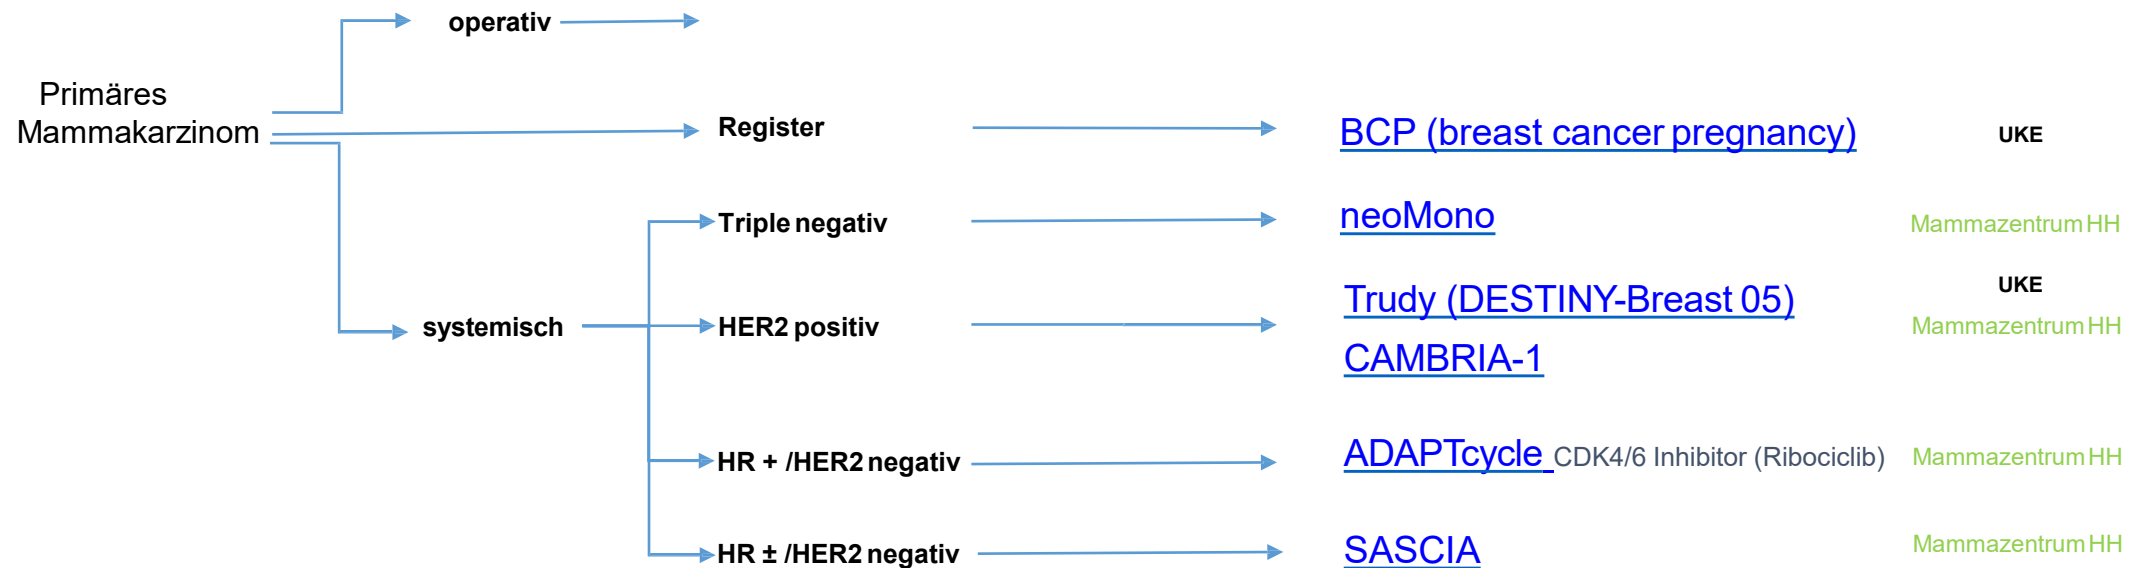 operativ
Primäres
Mammakarzinom
Register
BCP (breast cancer pregnancy)
UKE
Triple negativ
neoMono
Mammazentrum HH
systemisch
HER2 positiv
Trudy (DESTINY-Breast 05)
UKE
Mammazentrum HH
CAMBRIA-1
HR + /HER2 negativ
ADAPTcycle CDK4/6 Inhibitor (Ribociclib)
Mammazentrum HH
HR ± /HER2 negativ
SASCIA
Mammazentrum HH